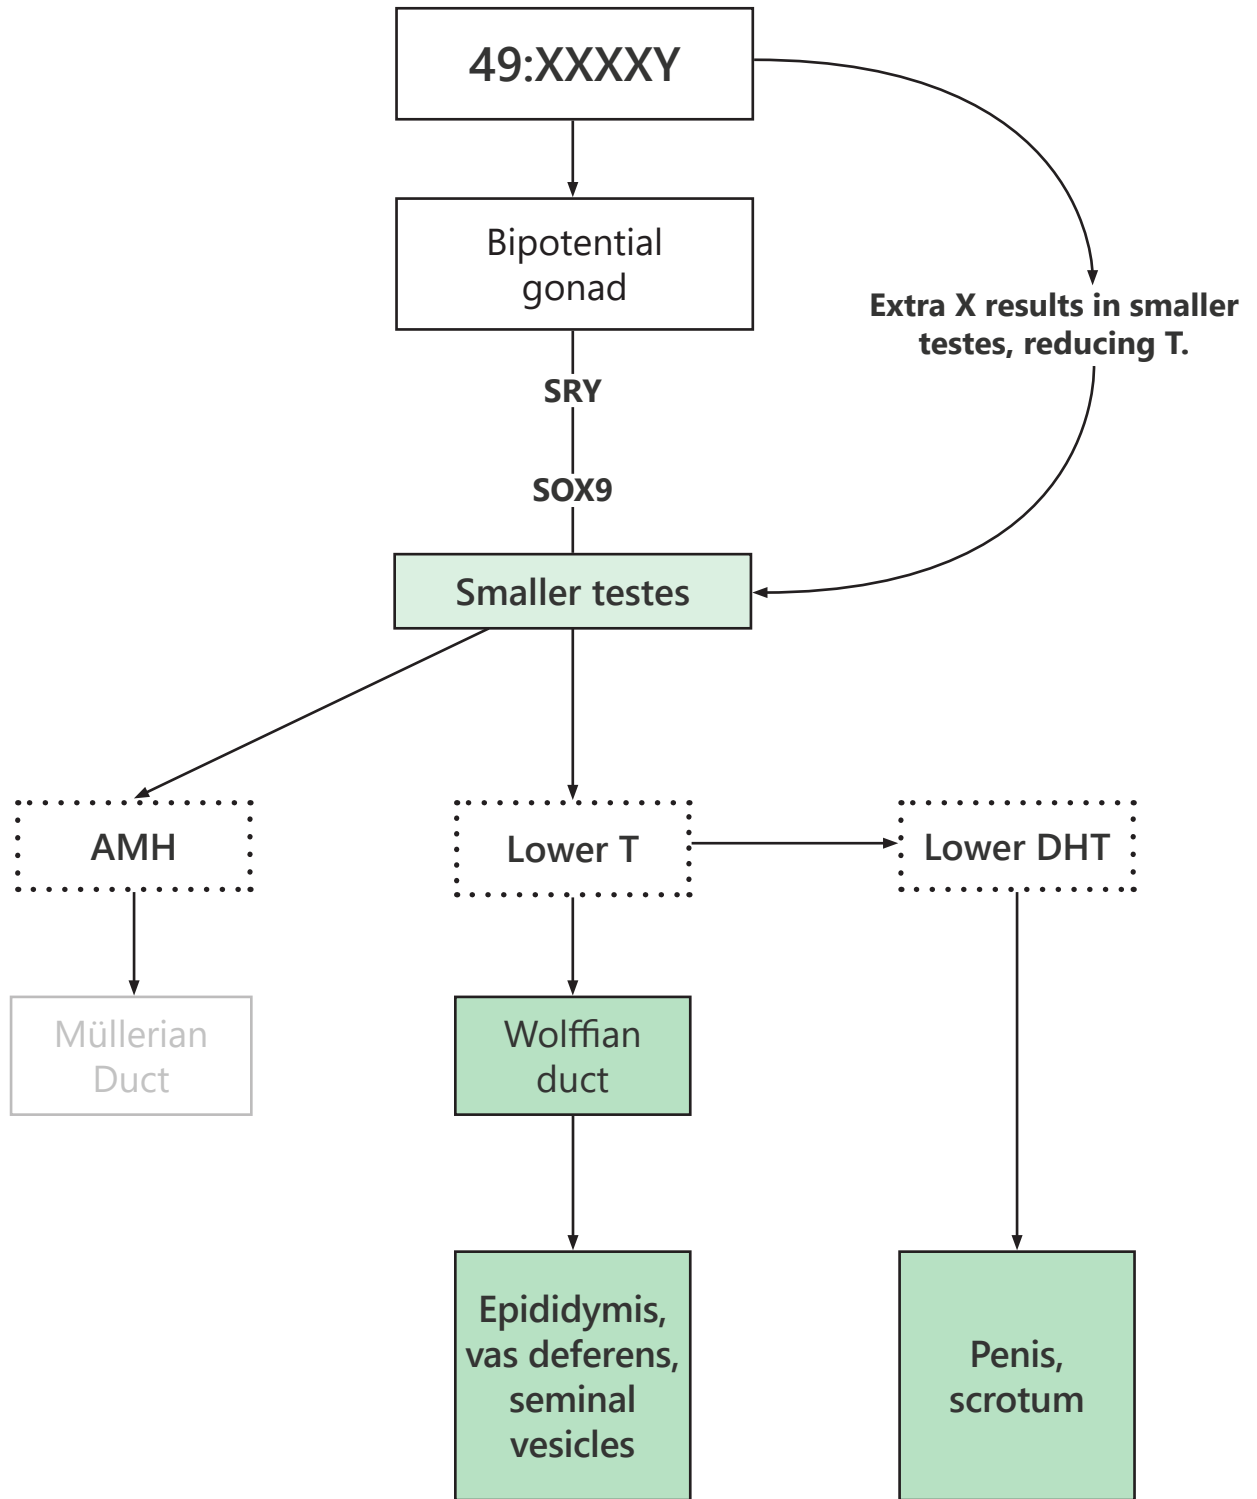 49:XXXXY
Bipotential
gonad
Extra X results in smaller
testes, reducing T.
SRY
SOX9
Smaller testes
AMH
Lower T
Lower DHT
Müllerian
Duct
Wolffian
duct
Epididymis,
vas deferens,
seminal
vesicles
Penis,
scrotum